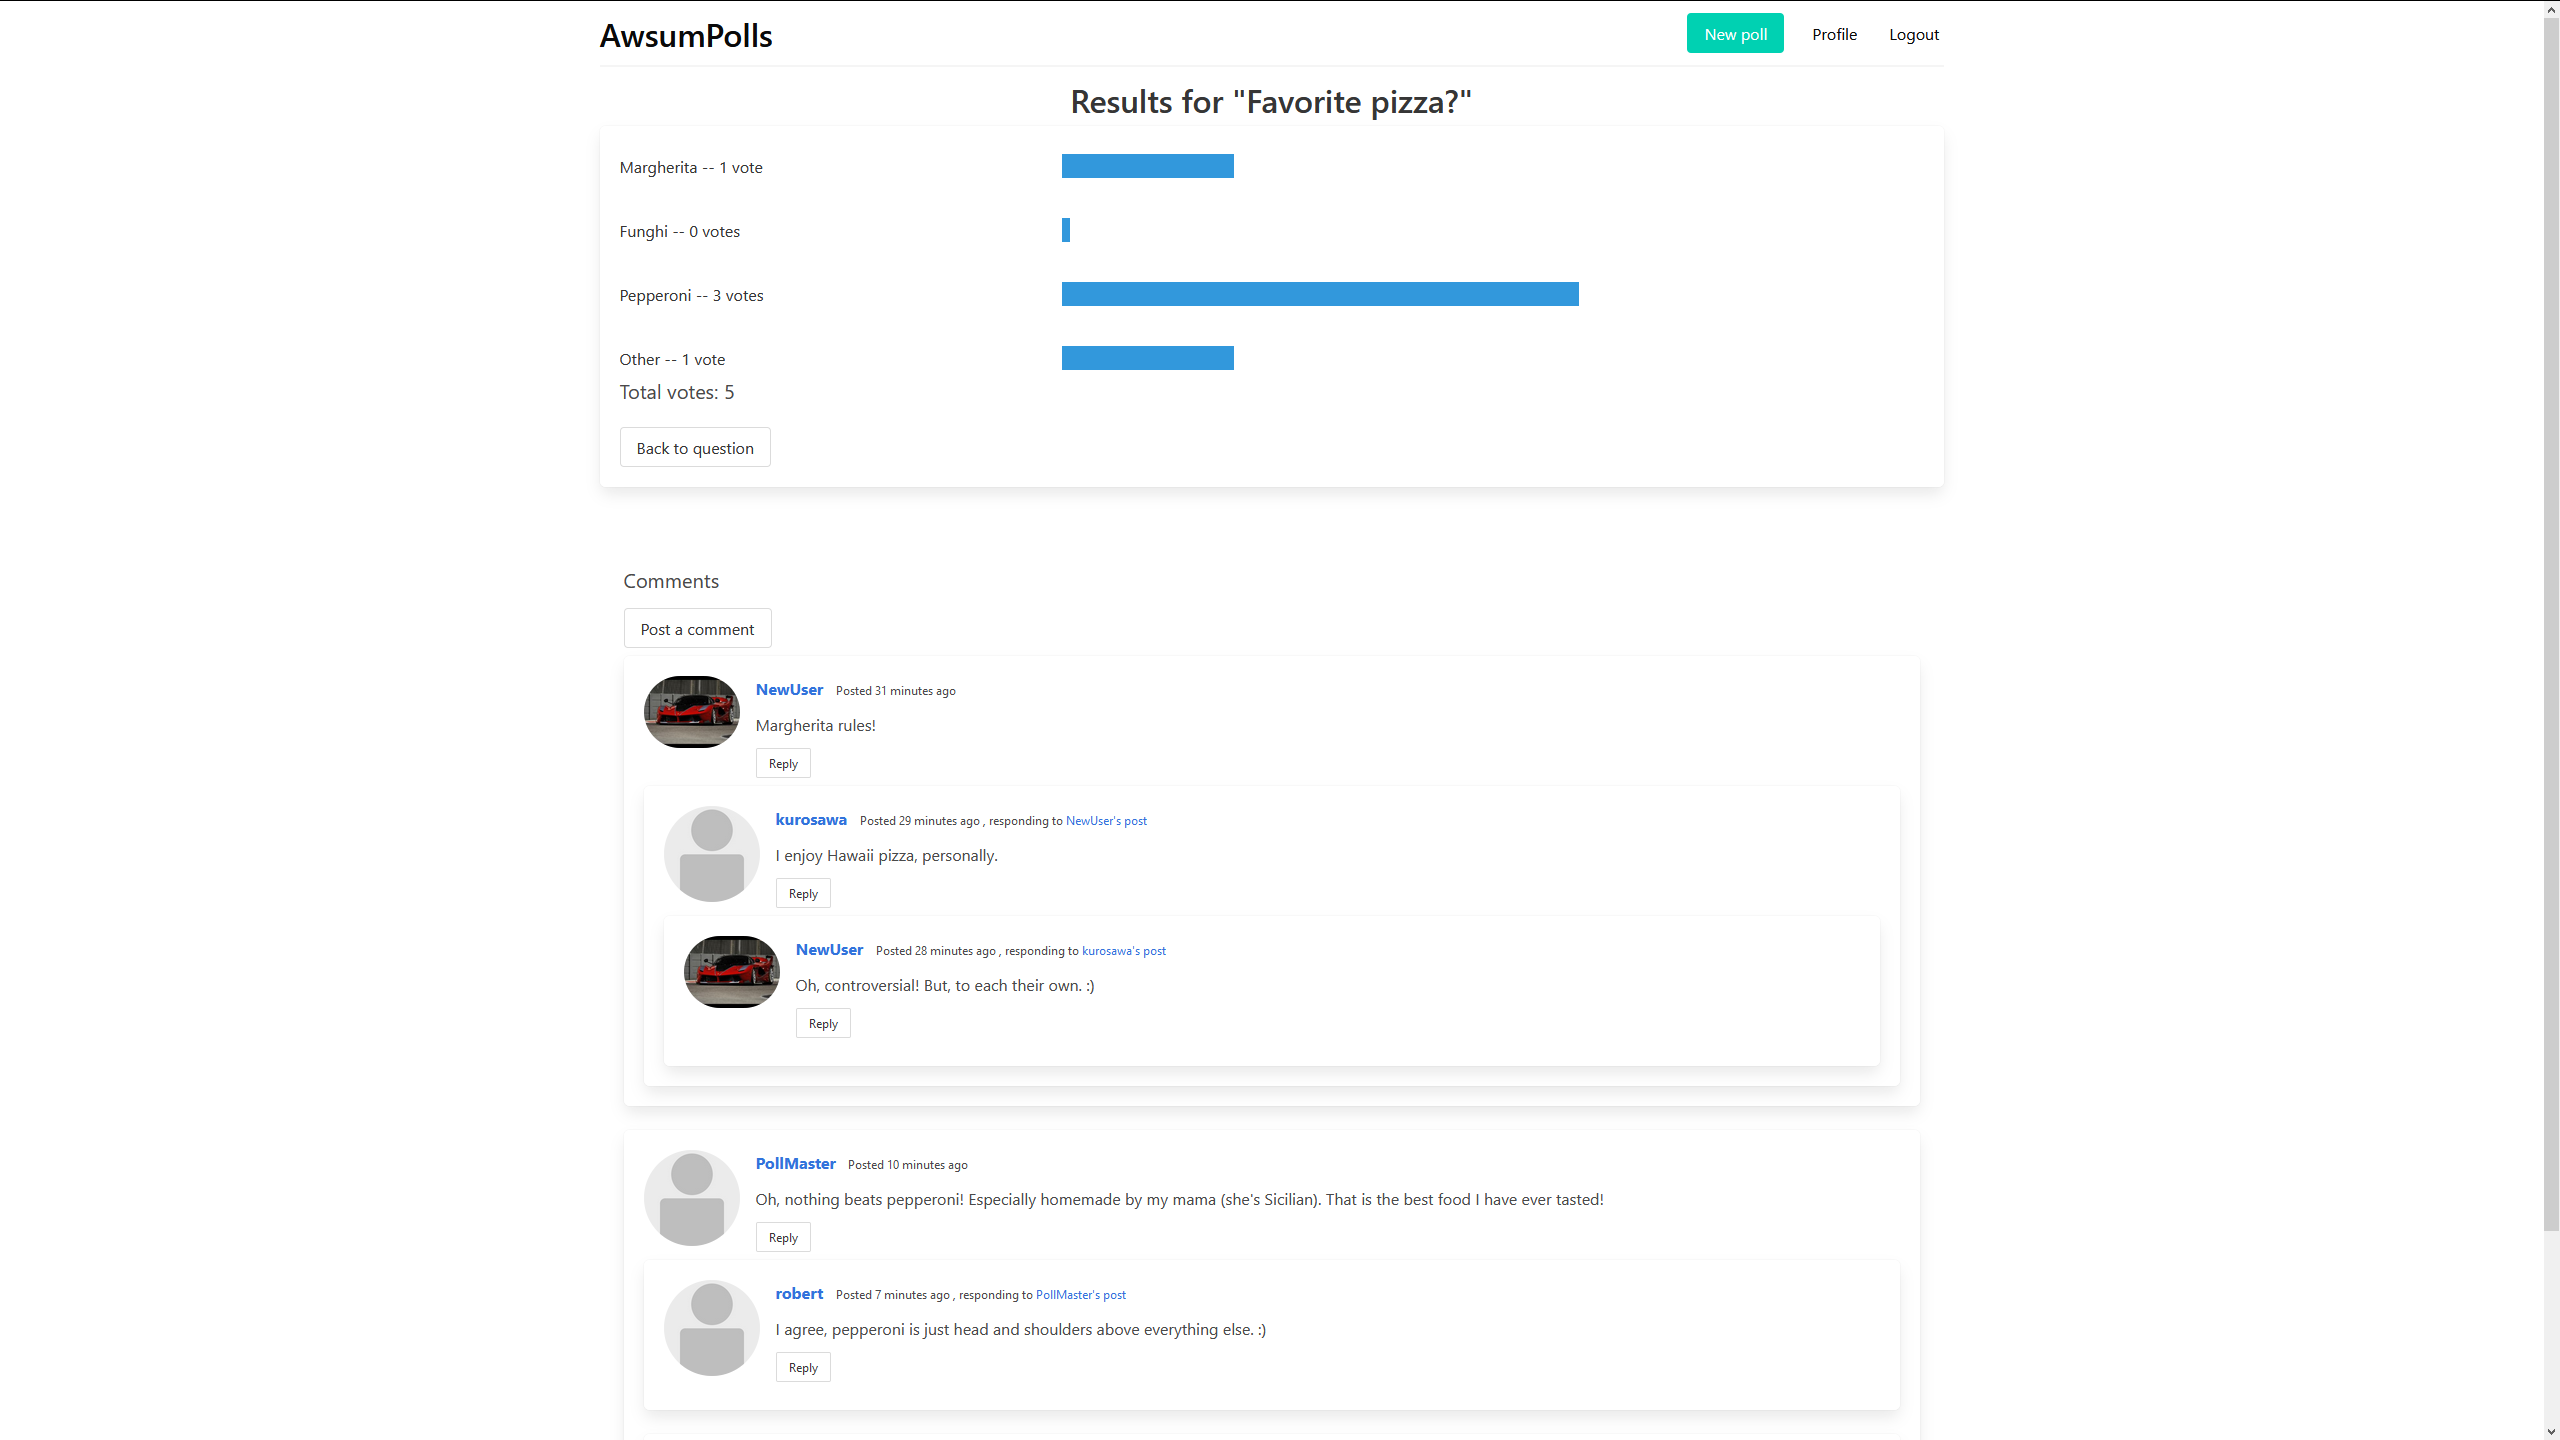 AwsumPolls
New poll Profile Logout
Results for "Favorite pizza?"
Margherita -- 1 vote
Funghi -- 0 votes
Pepperoni -- 3 votes
Other -- 1 vote
Total votes: 5
Back to question
Comments
Post a comment
NewUser Posted 31 minutes ago
Margherita rules!
Reply
kurosawa Posted 29 minutes ago , responding to NewUser's post
I enjoy Hawaii pizza, personally.
Reply
NewUser Posted 28 minutes ago , responding to kurosawa's post
Oh, controversial! But, to each their own. :)
Reply
PollMaster Posted 10 minutes ago
Oh, nothing beats pepperoni! Especially homemade by my mama (she's Sicilian). That is the best food I have ever tasted!
Reply
robert Posted 7 minutes ago , responding to PollMaster's post
I agree, pepperoni is just head and shoulders above everything else. :)
Reply